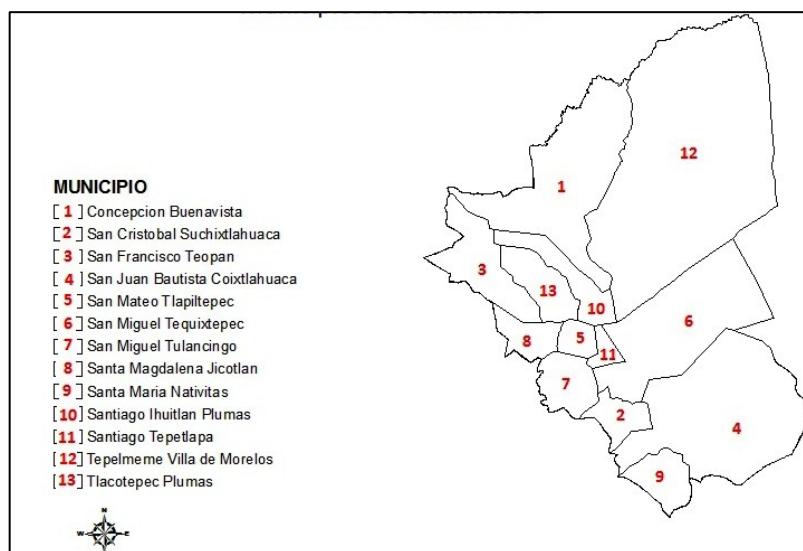 MUNICIPIO
[ 1 ] Concepcion Buenavista
[ 2 ] San Cristobal Suchixtlahuaca
[ 3 ] San Francisco Teopan
[ 4 ] San Juan Bautista Coixtlahuaca
[ 5 ] San Mateo Tlapiltepec
[ 6 ] San Miguel Tequixtepec
[ 7 ] San Miguel Tulancingo
[ 8 ] Santa Magdalena Jicotlan
[ 9 ] Santa Maria Nativitas
[ 10 ] Santiago Ihuitlan Plumas
[ 11 ] Santiago Tepetlapa
[ 12 ] Tepelmeme Villa de Morelos
[ 13 ] Tlacotepec Plumas
N
W E
S
12
1
3
13
10
6
5
8
11
7
2
4
9